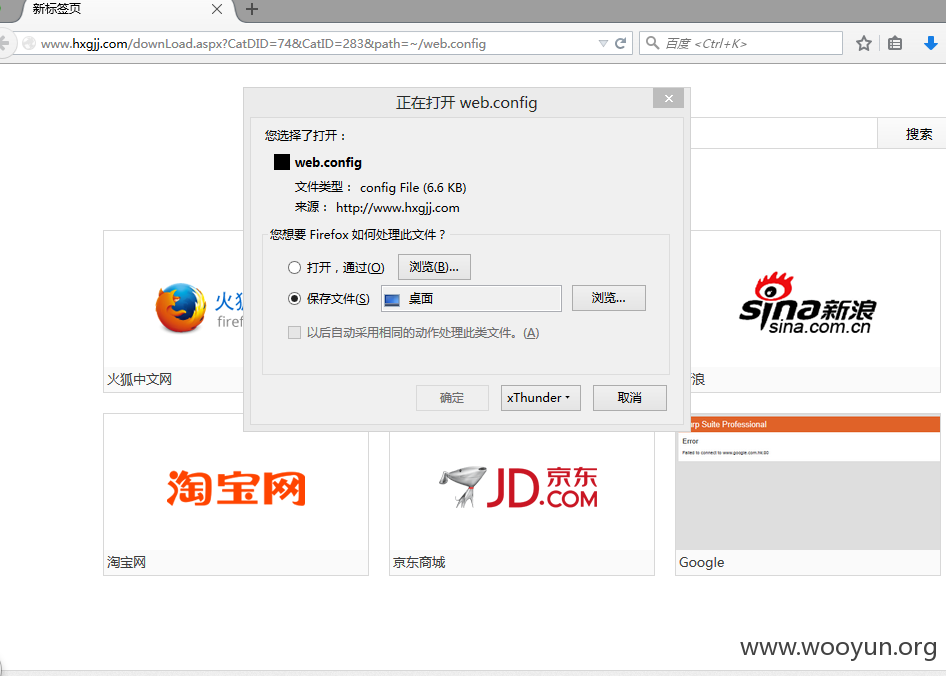 新标签页
www.hxgjj.com/downLoad.aspx?CatDID=74&CatID=283&path=~/web.config
百度 <Ctrl+K>
正在打开 web.config
您选择了打开：
web.config
文件类型： config File (6.6 KB)
来源： http://www.hxgjj.com
您想要 Firefox 如何处理此文件？
打开，通过(O)
浏览(B)...
保存文件(S)
桌面
浏览...
以后自动采用相同的动作处理此类文件。(A)
确定
xThunder
取消
搜索
火狐
firef
火狐中文网
sina新浪
sina.com.cn
浪
淘宝网
淘宝网
JD.COM 京东
京东商城
rp Suite Professional
Error
Failed to connect to www.google.com.hk:80
Google
www.wooyun.org